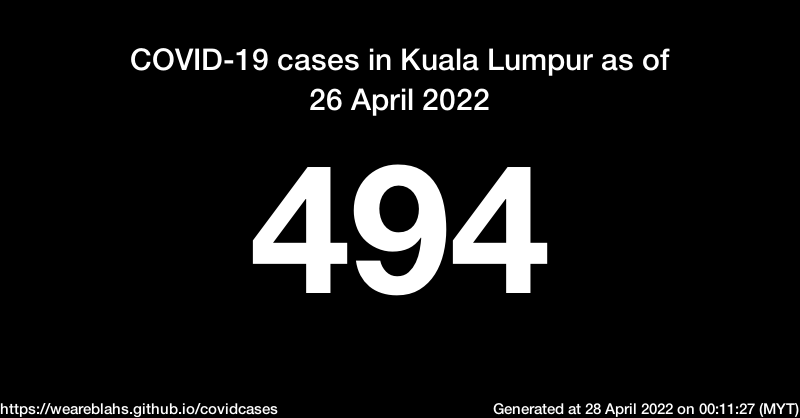 COVID-19 cases in Kuala Lumpur as of
26 April 2022
494
https://weareblahs.github.io/covidcases
Generated at 28 April 2022 on 00:11:27 (MYT)